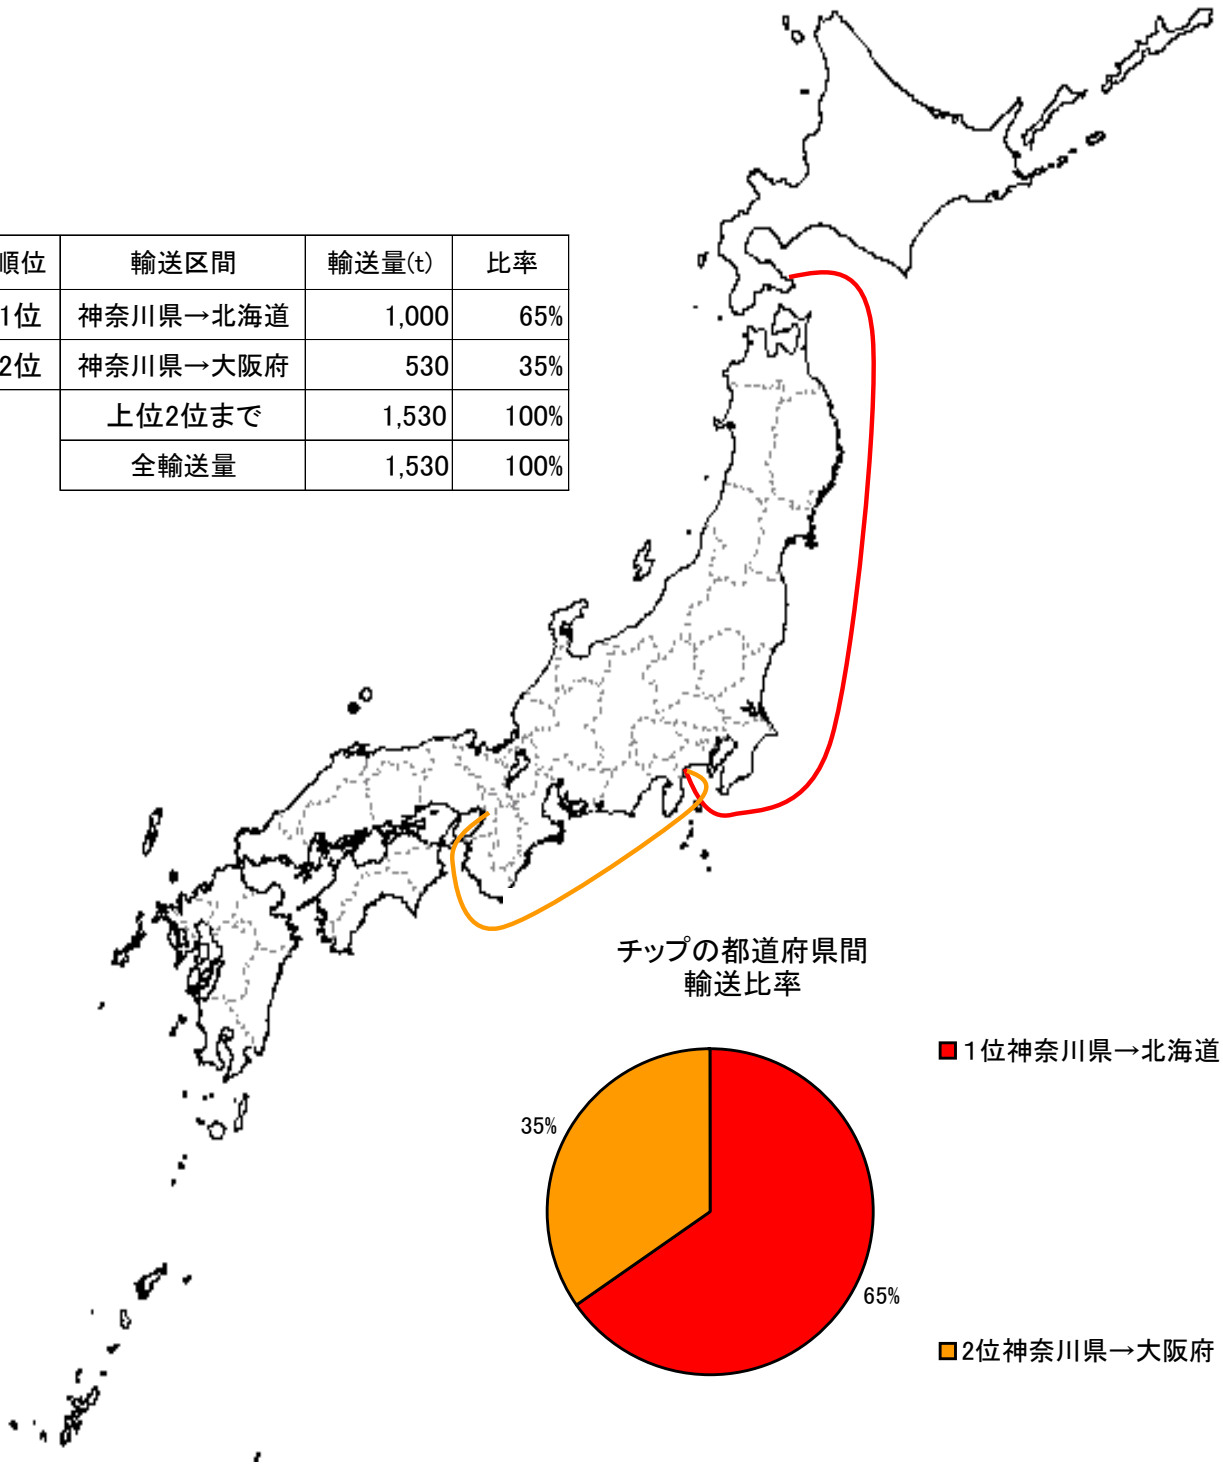 順位 輸送区間 輸送量(t) 比率
1位 神奈川県→北海道 1,000 65%
2位 神奈川県→大阪府 530 35%
上位2位まで 1,530 100%
全輸送量 1,530 100%
チップの都道府県間
輸送比率
1位神奈川県→北海道
35%
65%
2位神奈川県→大阪府